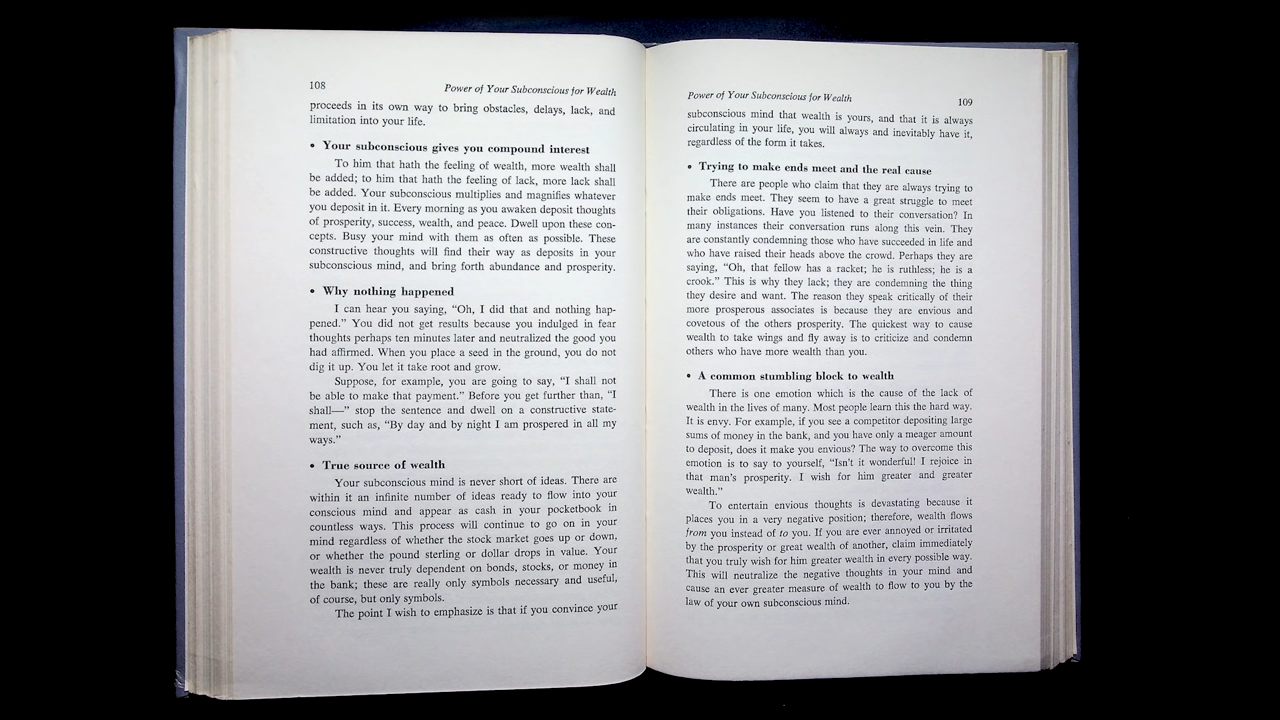 108
Power of Your Subconscious for Wealth
proceeds in its own way to bring obstacles, delays, lack, and
limitation into your life.
• Your subconscious gives you compound interest
To him that hath the feeling of wealth, more wealth shall
be added; to him that hath the feeling of lack, more lack shall
be added. Your subconscious multiplies and magnifies whatever
you deposit in it. Every morning as you awaken deposit thoughts
of prosperity, success, wealth, and peace. Dwell upon these con-
cepts. Busy your mind with them as often as possible. These
constructive thoughts will find their way as deposits in your
subconscious mind, and bring forth abundance and prosperity.
• Why nothing happened
I can hear you saying, “Oh, I did that and nothing hap-
pened.” You did not get results because you indulged in fear
thoughts perhaps ten minutes later and neutralized the good you
had affirmed. When you place a seed in the ground, you do not
dig it up. You let it take root and grow.
Suppose, for example, you are going to say, “I shall not
be able to make that payment.” Before you get further than, “I
shall—” stop the sentence and dwell on a constructive state-
ment, such as, “By day and by night I am prospered in all my
ways.”
• True source of wealth
Your subconscious mind is never short of ideas. There are
within it an infinite number of ideas ready to flow into your
conscious mind and appear as cash in your pocketbook in
countless ways. This process will continue to go on in your
mind regardless of whether the stock market goes up or down,
or whether the pound sterling or dollar drops in value. Your
wealth is never truly dependent on bonds, stocks, or money in
the bank; these are really only symbols necessary and useful,
of course, but only symbols.
The point I wish to emphasize is that if you convince your
Power of Your Subconscious for Wealth
109
subconscious mind that wealth is yours, and that it is always
circulating in your life, you will always and inevitably have it,
regardless of the form it takes.
• Trying to make ends meet and the real cause
There are people who claim that they are always trying to
make ends meet. They seem to have a great struggle to meet
their obligations. Have you listened to their conversation? In
many instances their conversation runs along this vein. They
are constantly condemning those who have succeeded in life and
who have raised their heads above the crowd. Perhaps they are
saying, “Oh, that fellow has a racket; he is ruthless; he is a
crook.” This is why they lack; they are condemning the thing
they desire and want. The reason they speak critically of their
more prosperous associates is because they are envious and
covetous of the others prosperity. The quickest way to cause
wealth to take wings and fly away is to criticize and condemn
others who have more wealth than you.
• A common stumbling block to wealth
There is one emotion which is the cause of the lack of
wealth in the lives of many. Most people learn this the hard way.
It is envy. For example, if you see a competitor depositing large
sums of money in the bank, and you have only a meager amount
to deposit, does it make you envious? The way to overcome this
emotion is to say to yourself, “Isn’t it wonderful! I rejoice in
that man’s prosperity. I wish for him greater and greater
wealth.”
To entertain envious thoughts is devastating because it
places you in a very negative position; therefore, wealth flows
from you instead of to you. If you are ever annoyed or irritated
by the prosperity or great wealth of another, claim immediately
that you truly wish for him greater wealth in every possible way.
This will neutralize the negative thoughts in your mind and
cause an ever greater measure of wealth to flow to you by the
law of your own subconscious mind.